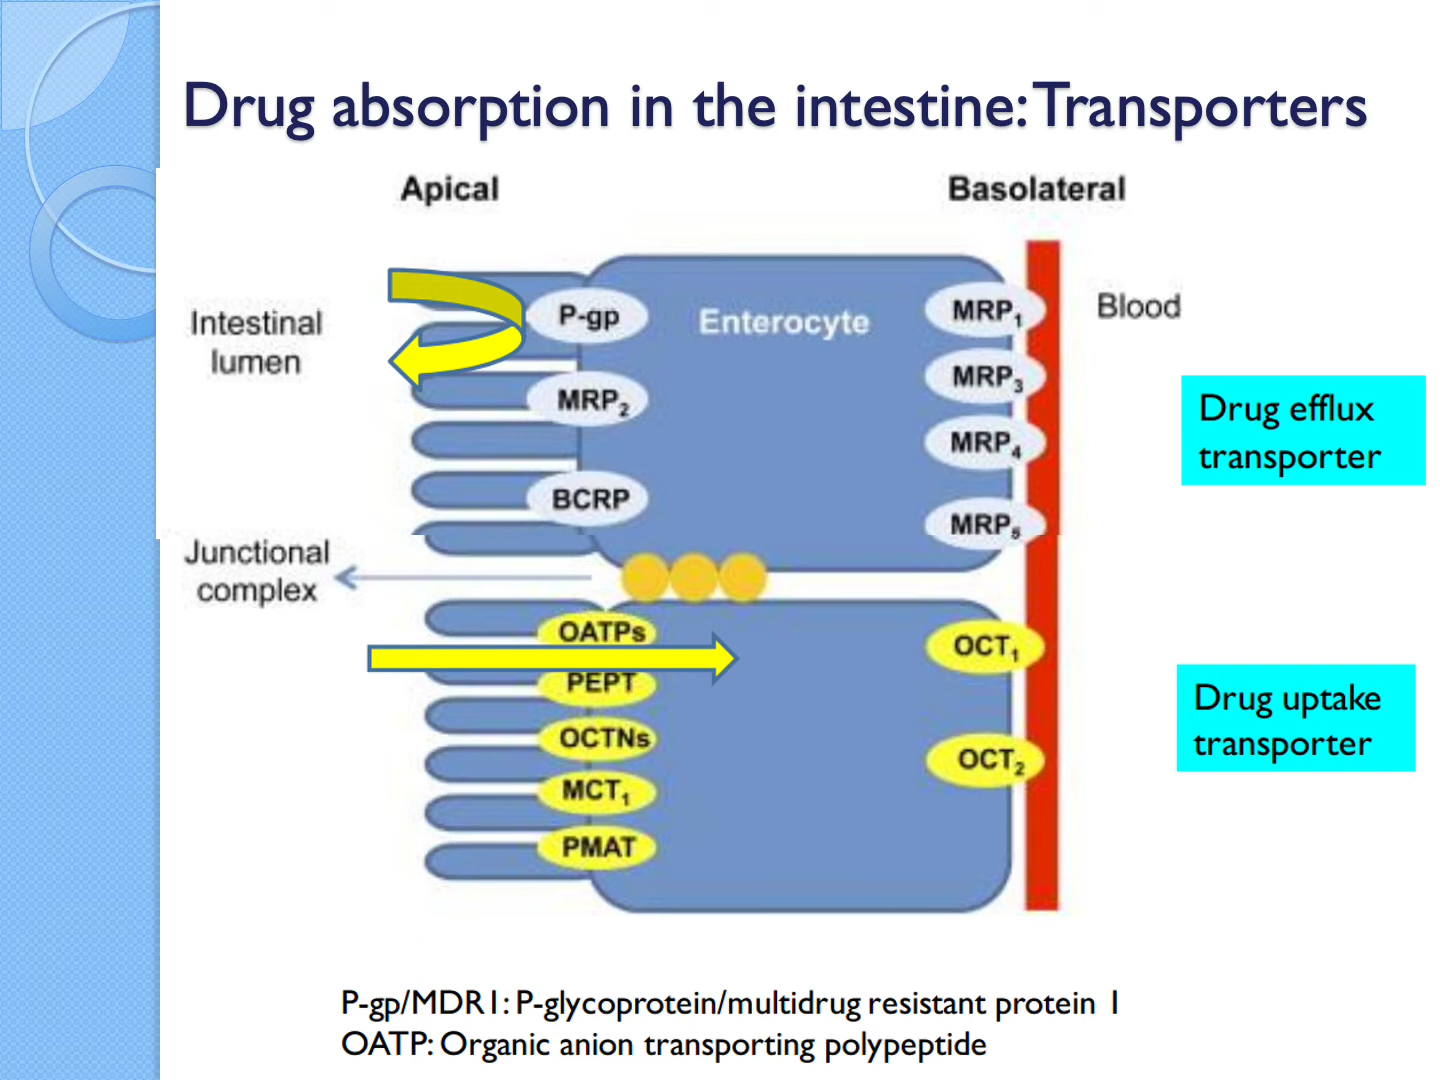 Drug absorption in the intestine: Transporters
Apical
Basolateral
Intestinal
lumen
P-gp
Enterocyte
MRP1
Blood
MRP2
MRP3
MRP4
BCRP
MRP5
Drug efflux
transporter
Junctional
complex
OATPs
PEPT
OCTNs
MCT1
PMAT
OCT1
OCT2
Drug uptake
transporter
P-gp/MDR1: P-glycoprotein/multidrug resistant protein 1
OATP: Organic anion transporting polypeptide